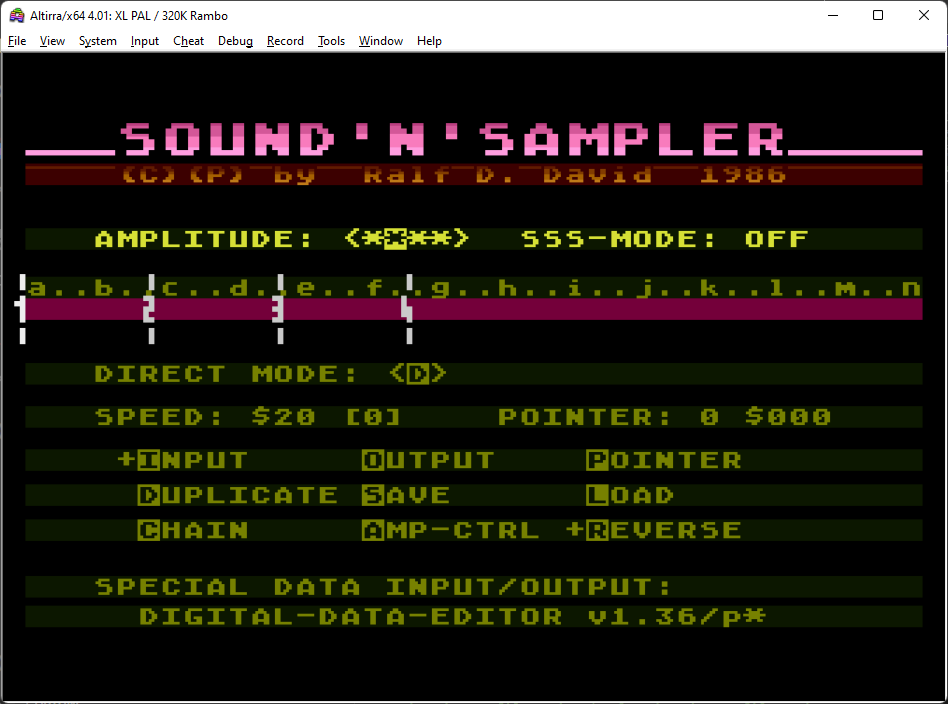 Altirra/x64 4.01: XL PAL / 320K Rambo
File View System Input Cheat Debug Record Tools Window Help
SOUND'N'SAMPLER
(C)(P) by Ralf D. David 1986
AMPLITUDE: <****> SSS-MODE: OFF
a..b..c..d..e..f..g..h..i..j..k..l..m..n
1 2 3 4
DIRECT MODE: <D>
SPEED: $20 [0] POINTER: 0 $000
+INPUT OUTPUT POINTER
DUPLICATE SAVE LOAD
CHAIN AMP-CTRL +REVERSE
SPECIAL DATA INPUT/OUTPUT:
DIGITAL-DATA-EDITOR v1.36/p*